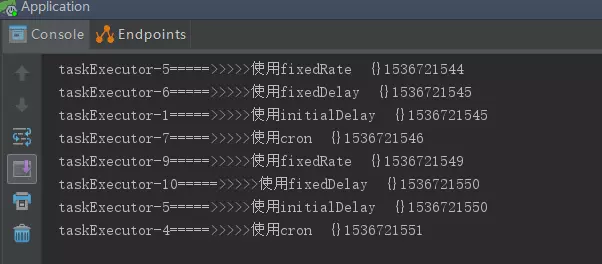 Application
Console Endpoints
taskExecutor-5=====>>>>>使用fixedRate {}1536721544
taskExecutor-6=====>>>>>使用fixedDelay {}1536721545
taskExecutor-1=====>>>>>使用initialDelay {}1536721545
taskExecutor-7=====>>>>>使用cron {}1536721546
taskExecutor-9=====>>>>>使用fixedRate {}1536721549
taskExecutor-10=====>>>>>使用fixedDelay {}1536721550
taskExecutor-5=====>>>>>使用initialDelay {}1536721550
taskExecutor-4=====>>>>>使用cron {}1536721551